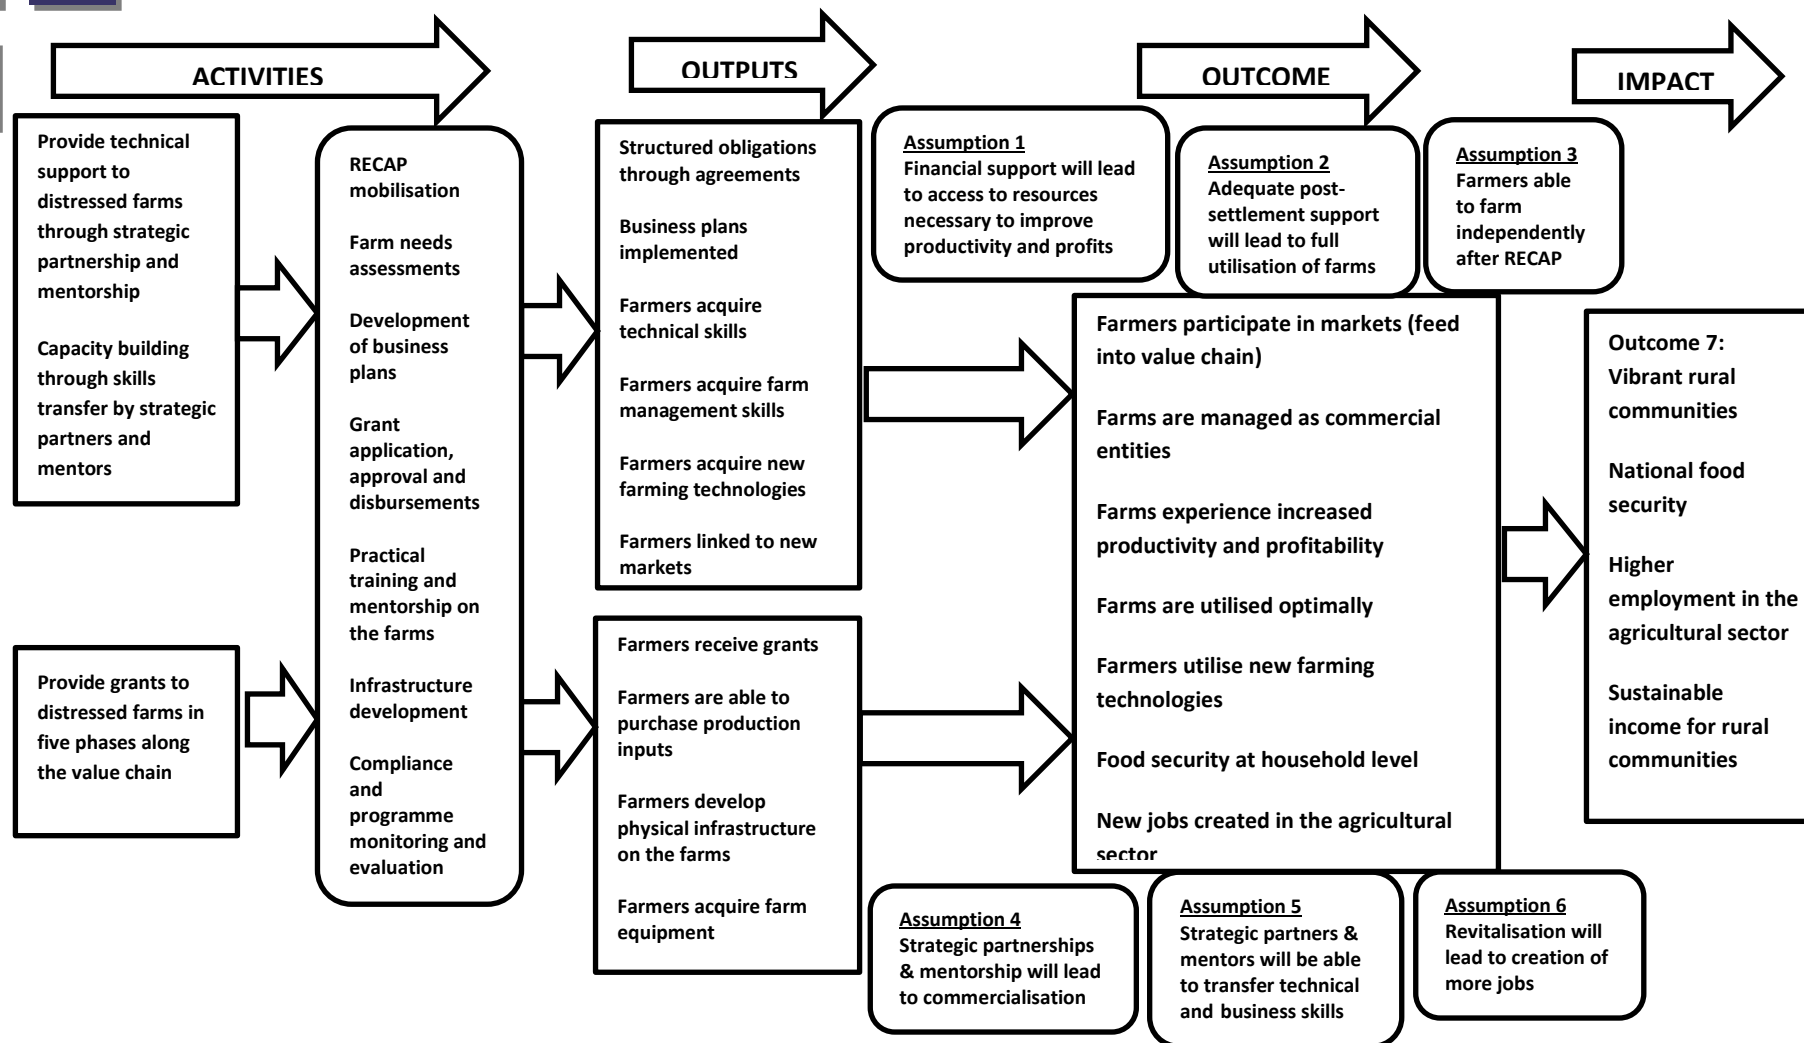 ACTIVITIES
OUTPUTS
OUTCOME
IMPACT
Provide technical
support to
distressed farms
through strategic
partnership and
mentorship
Capacity building
through skills
transfer by strategic
partners and
mentors
Provide grants to
distressed farms in
five phases along
the value chain
RECAP
mobilisation
Farm needs
assessments
Development
of business
plans
Grant
application,
approval and
disbursements
Practical
training and
mentorship on
the farms
Infrastructure
development
Compliance
and
programme
monitoring and
evaluation
Structured obligations
through agreements
Business plans
implemented
Farmers acquire
technical skills
Farmers acquire farm
management skills
Farmers acquire new
farming technologies
Farmers linked to new
markets
Farmers receive grants
Farmers are able to
purchase production
inputs
Farmers develop
physical infrastructure
on the farms
Farmers acquire farm
equipment
Assumption 1
Financial support will lead
to access to resources
necessary to improve
productivity and profits
Assumption 2
Adequate post-
settlement support
will lead to full
utilisation of farms
Assumption 3
Farmers able
to farm
independently
after RECAP
Farmers participate in markets (feed
into value chain)
Farms are managed as commercial
entities
Farms experience increased
productivity and profitability
Farms are utilised optimally
Farmers utilise new farming
technologies
Food security at household level
New jobs created in the agricultural
sector
Assumption 4
Strategic partnerships
& mentorship will lead
to commercialisation
Assumption 5
Strategic partners &
mentors will be able
to transfer technical
and business skills
Assumption 6
Revitalisation will
lead to creation of
more jobs
Outcome 7:
Vibrant rural
communities
National food
security
Higher
employment in the
agricultural sector
Sustainable
income for rural
communities